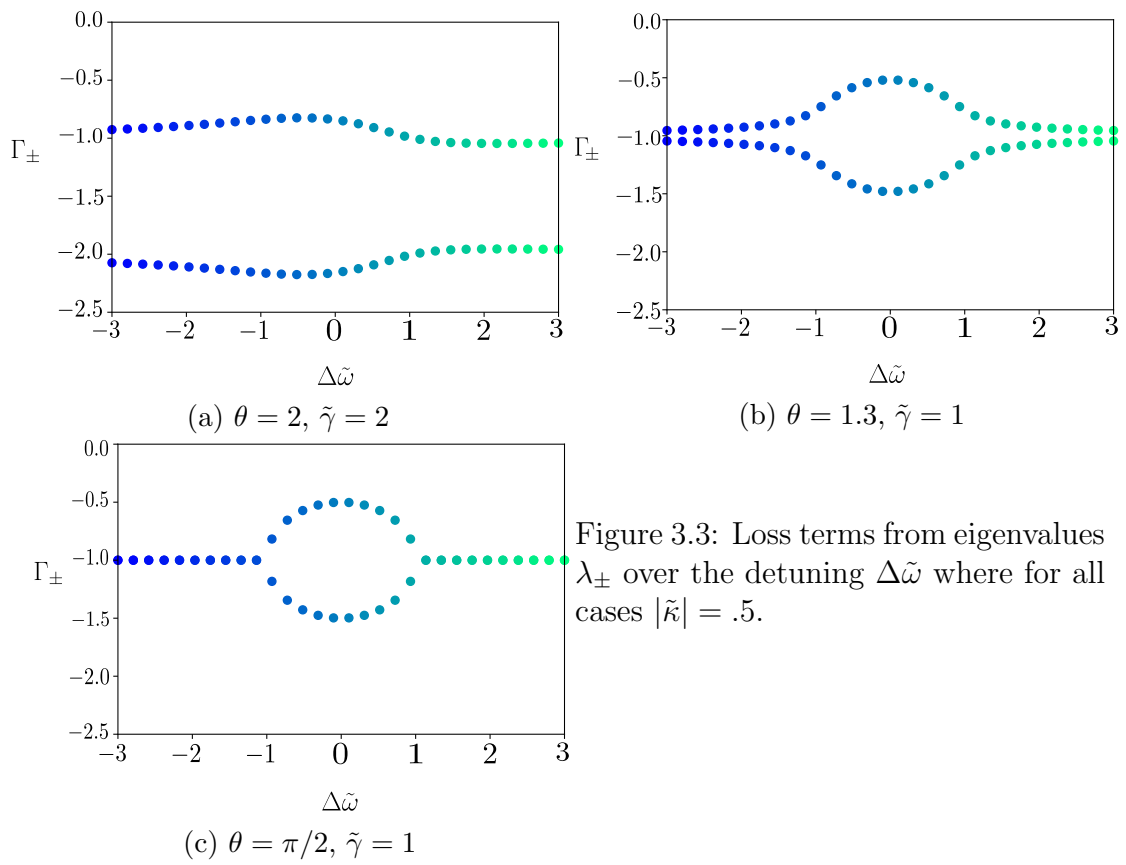 0.0
−0.5
−1.0
−1.5
−2.0
−2.5
Γ±
−3 −2 −1 0 1 2 3
Δω̃
(a) θ = 2, γ̃ = 2
0.0
−0.5
−1.0
−1.5
−2.0
−2.5
Γ±
−3 −2 −1 0 1 2 3
Δω̃
(b) θ = 1.3, γ̃ = 1
0.0
−0.5
−1.0
−1.5
−2.0
−2.5
Γ±
−3 −2 −1 0 1 2 3
Δω̃
(c) θ = π/2, γ̃ = 1
Figure 3.3: Loss terms from eigenvalues
λ± over the detuning Δω̃ where for all
cases |κ̃| = .5.